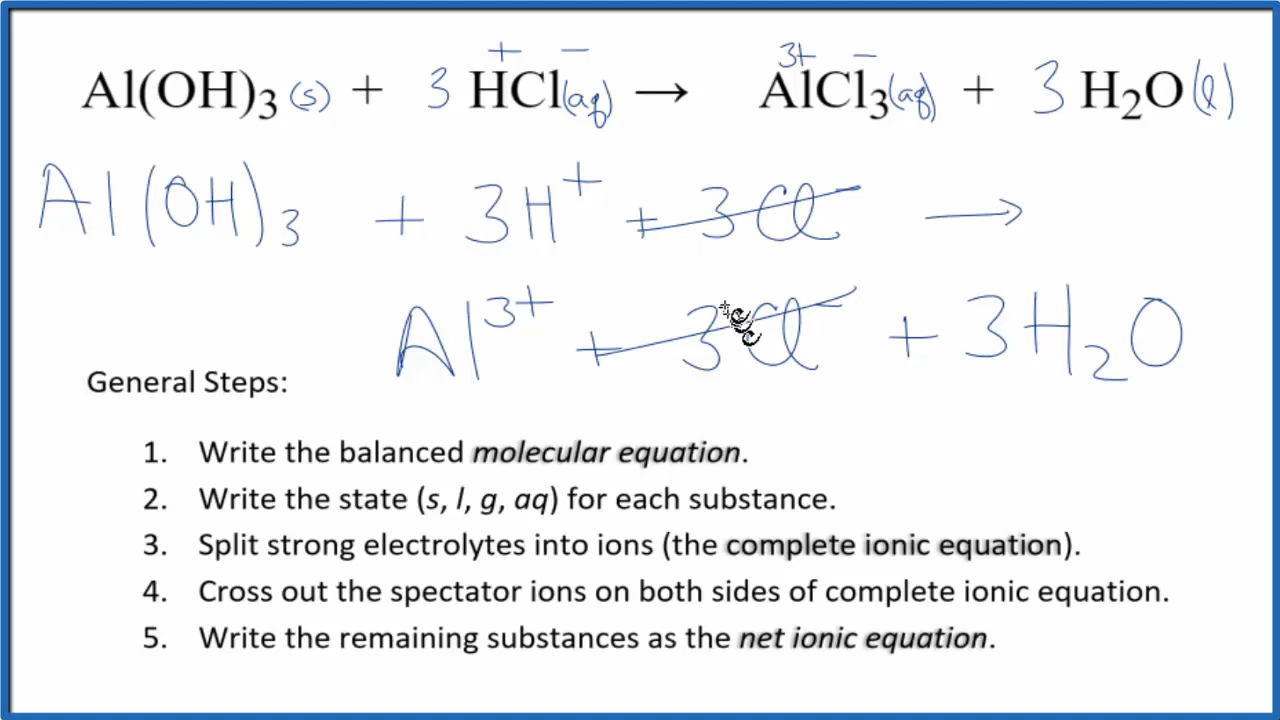 + − 3+ −
Al(OH)₃(s) + 3 HCl(aq) → AlCl₃(aq) + 3 H₂O(l)
Al(OH)₃ + 3H⁺ + 3Cl⁻ →
Al³⁺ + 3Cl⁻ + 3H₂O
General Steps:
1. Write the balanced molecular equation.
2. Write the state (s, l, g, aq) for each substance.
3. Split strong electrolytes into ions (the complete ionic equation).
4. Cross out the spectator ions on both sides of complete ionic equation.
5. Write the remaining substances as the net ionic equation.